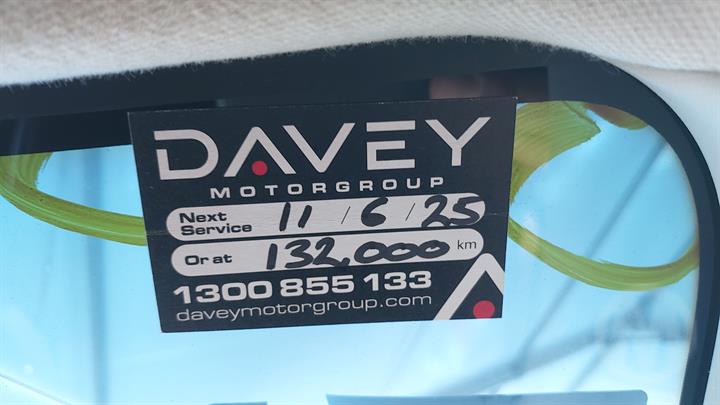 DAVEY
MOTORGROUP
Next Service 11/6/25
Or at 132,000 km
1300 855 133
daveymotorgroup.com